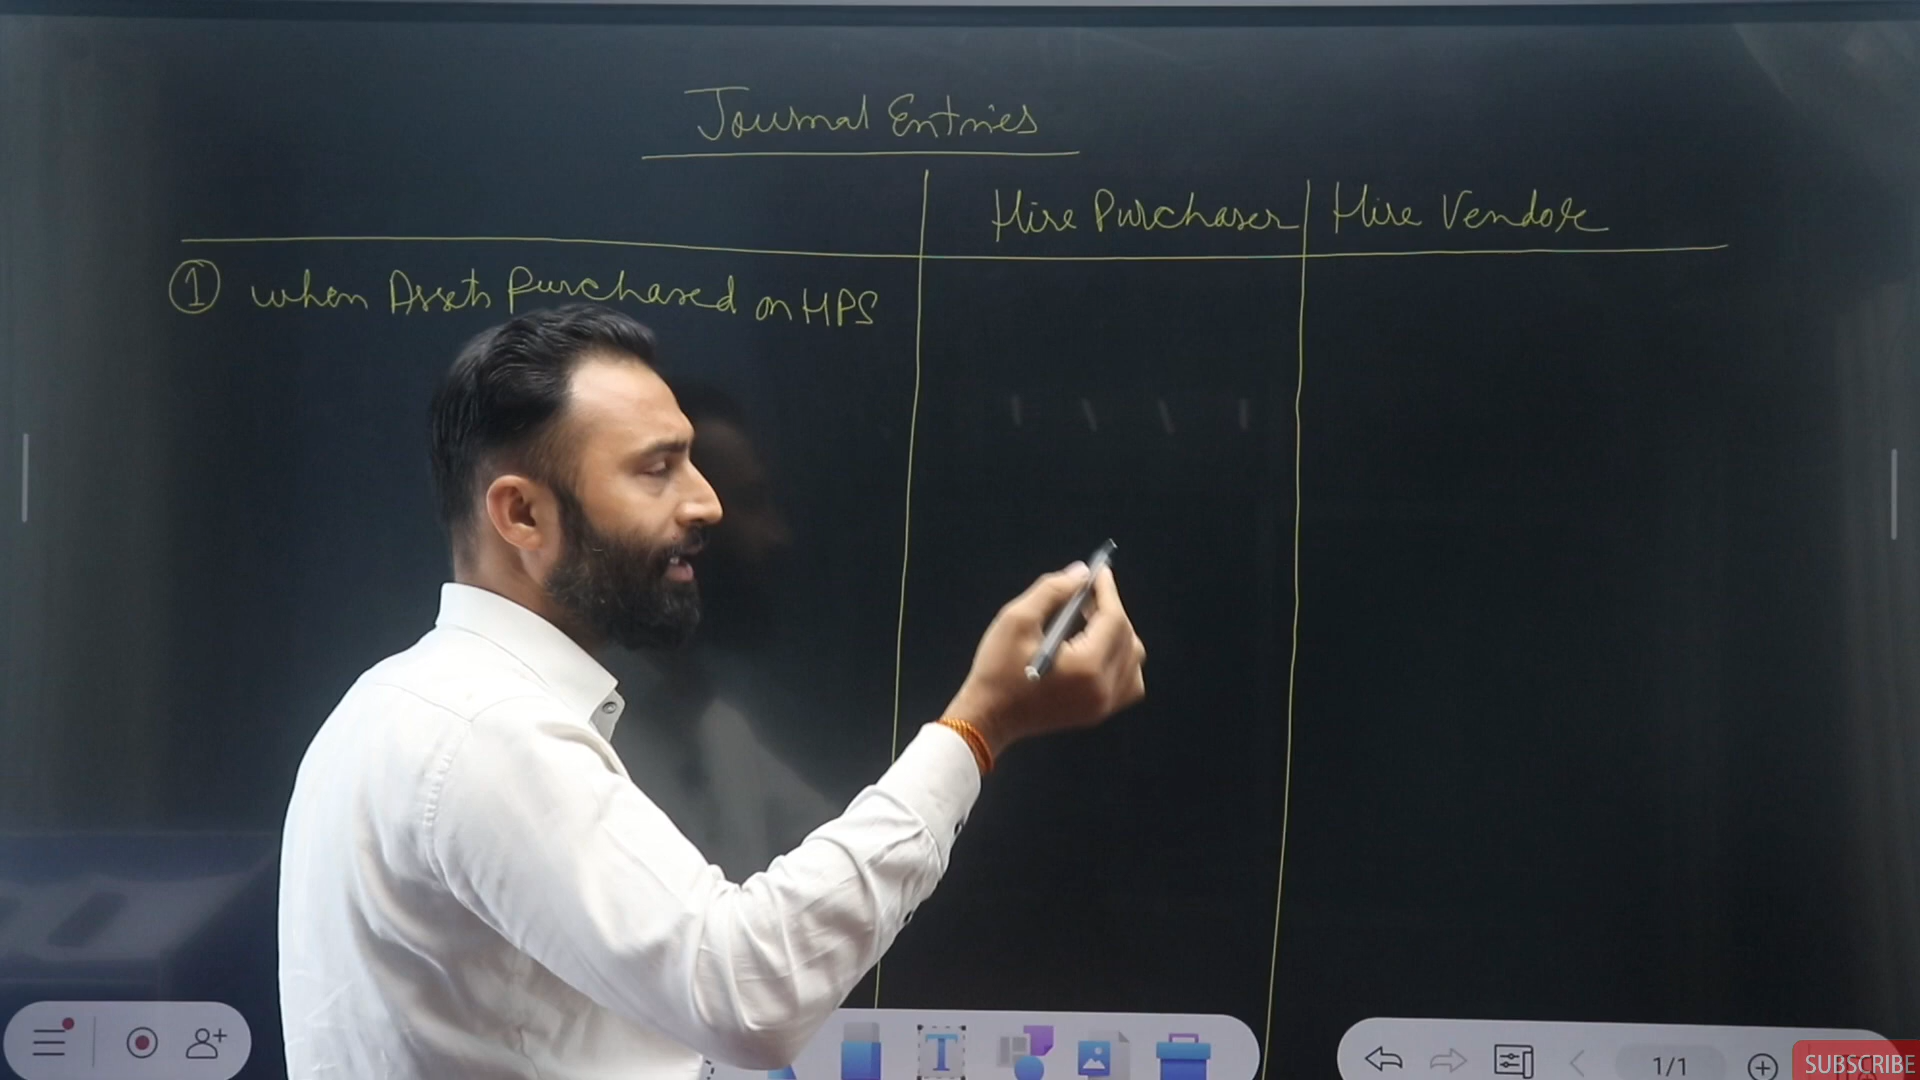 Journal Entries
Hire Purchaser Hire Vendor
① when Assets Purchased on HPS
T
1/1
SUBSCRIBE